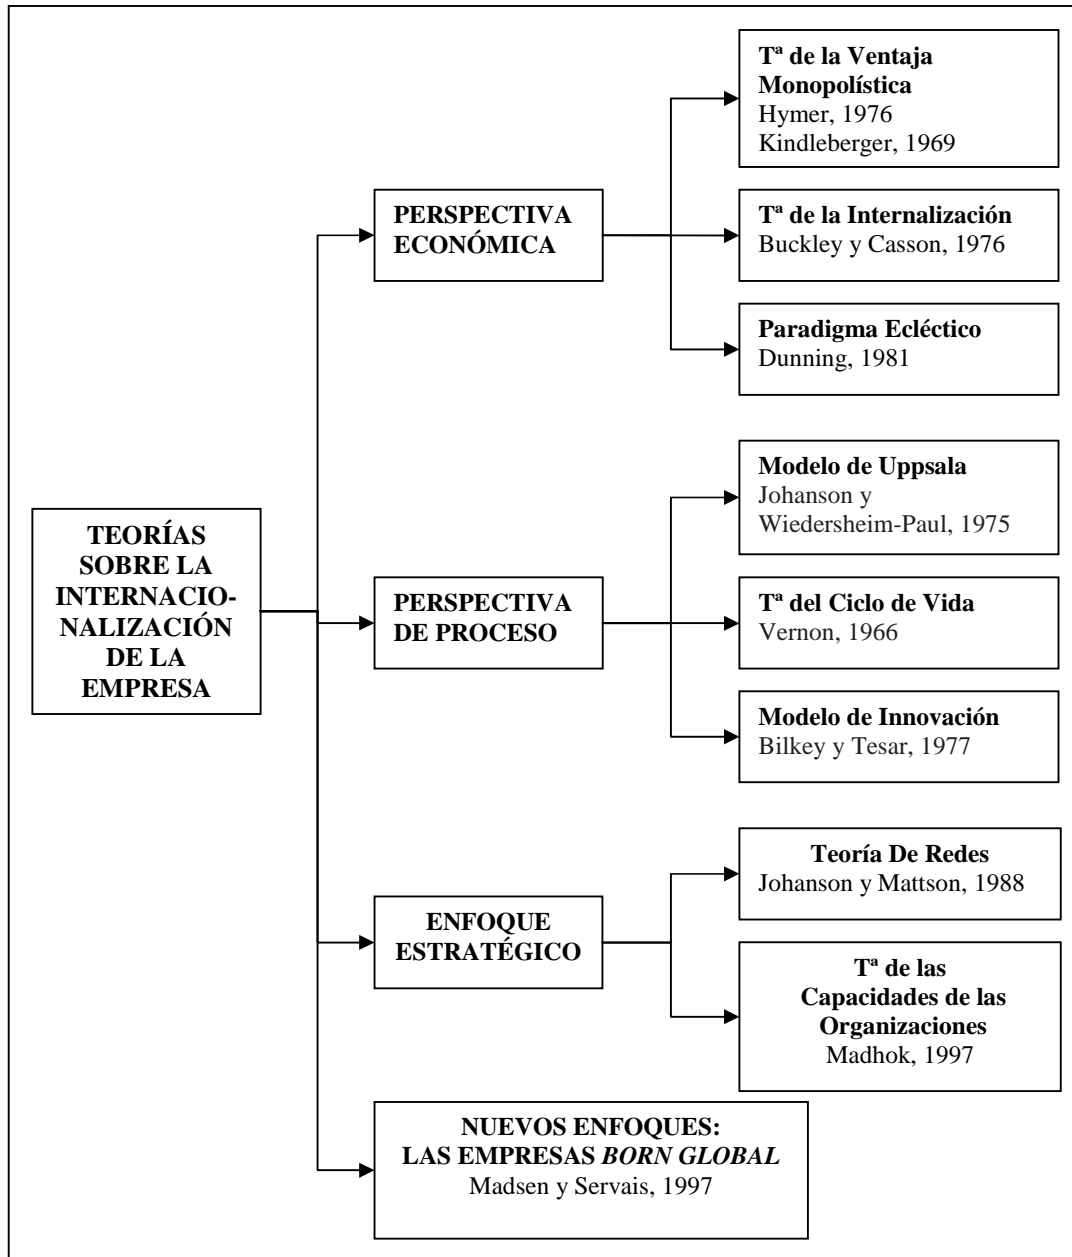 TEORÍAS
SOBRE LA
INTERNACIO-
NALIZACIÓN
DE LA
EMPRESA
PERSPECTIVA
ECONÓMICA
Tª de la Ventaja
Monopolística
Hymer, 1976
Kindleberger, 1969
Tª de la Internalización
Buckley y Casson, 1976
Paradigma Ecléctico
Dunning, 1981
PERSPECTIVA
DE PROCESO
Modelo de Uppsala
Johanson y
Wiedersheim-Paul, 1975
Tª del Ciclo de Vida
Vernon, 1966
Modelo de Innovación
Bilkey y Tesar, 1977
ENFOQUE
ESTRATÉGICO
Teoría De Redes
Johanson y Mattson, 1988
Tª de las
Capacidades de las
Organizaciones
Madhok, 1997
NUEVOS ENFOQUES:
LAS EMPRESAS BORN GLOBAL
Madsen y Servais, 1997